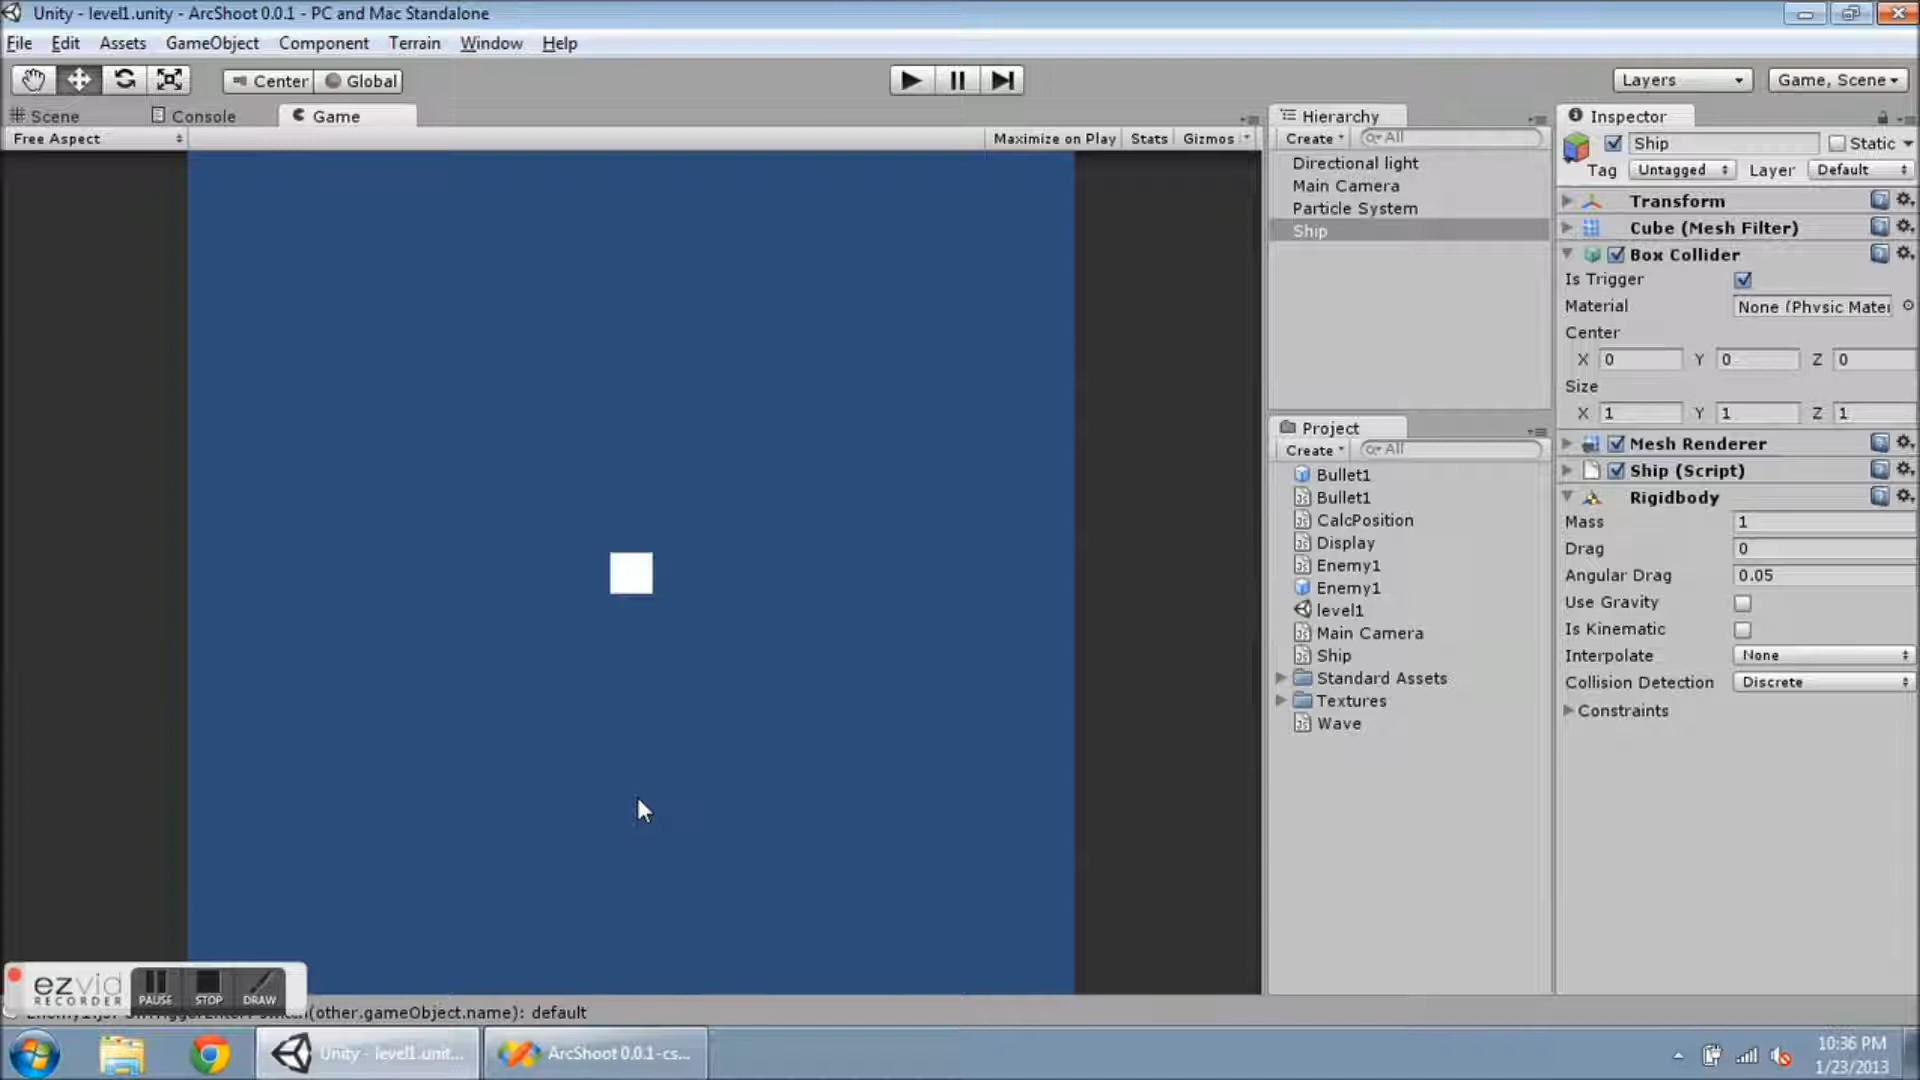 Unity - level1.unity - ArcShoot 0.0.1 - PC and Mac Standalone
File Edit Assets GameObject Component Terrain Window Help
Center Global
Layers Game, Scene
Scene Console Game
Free Aspect Maximize on Play Stats Gizmos
Hierarchy
Create All
Directional light
Main Camera
Particle System
Ship
Project
Create All
Bullet1
Bullet1
CalcPosition
Display
Enemy1
Enemy1
level1
Main Camera
Ship
Standard Assets
Textures
Wave
Inspector
Ship Static
Tag Untagged Layer Default
Transform
Cube (Mesh Filter)
Box Collider
Is Trigger
Material None (Physic Mater
Center
X 0 Y 0 Z 0
Size
X 1 Y 1 Z 1
Mesh Renderer
Ship (Script)
Rigidbody
Mass 1
Drag 0
Angular Drag 0.05
Use Gravity
Is Kinematic
Interpolate None
Collision Detection Discrete
Constraints
ezvid
RECORDER
PAUSE STOP DRAW
(other.gameObject.name): default
Unity - level1.unit...
ArcShoot 0.0.1-cs...
10:36 PM
1/23/2013